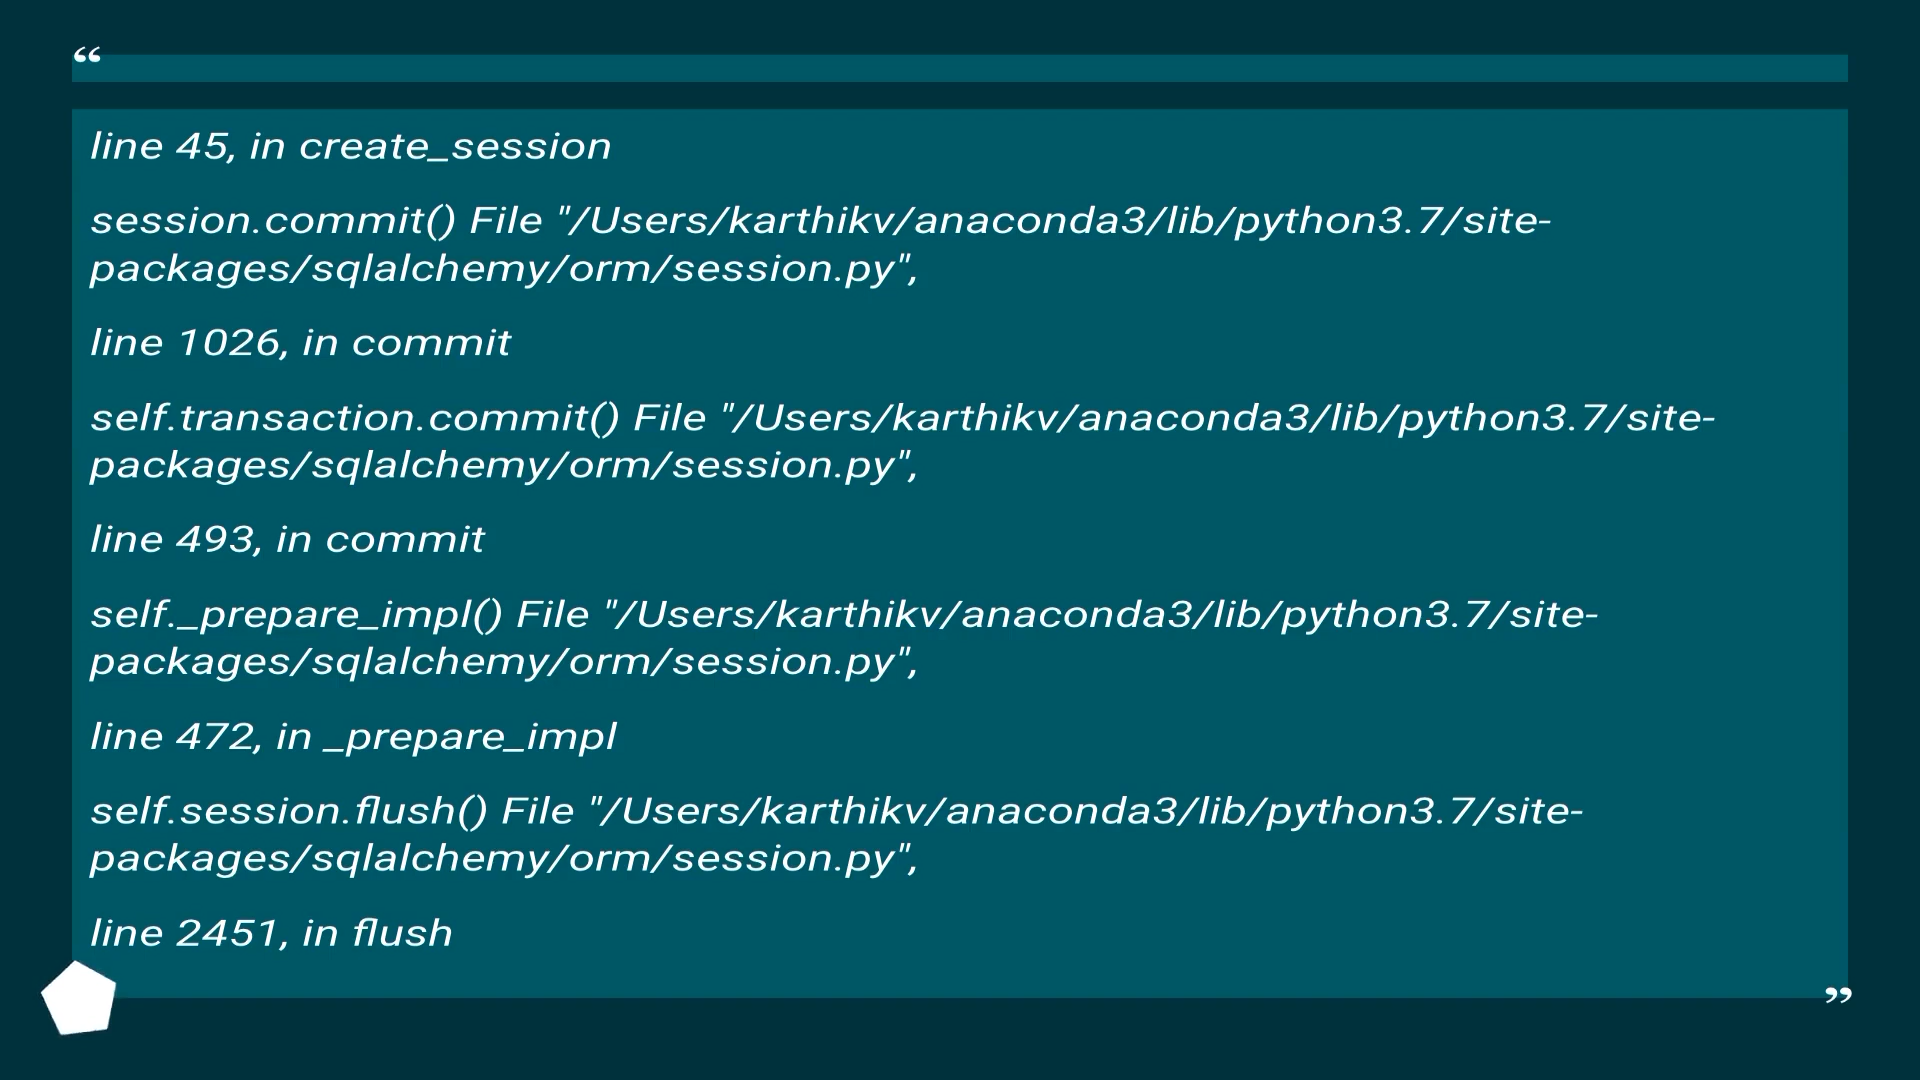 “
line 45, in create_session
session.commit() File "/Users/karthikv/anaconda3/lib/python3.7/site-
packages/sqlalchemy/orm/session.py",
line 1026, in commit
self.transaction.commit() File "/Users/karthikv/anaconda3/lib/python3.7/site-
packages/sqlalchemy/orm/session.py",
line 493, in commit
self._prepare_impl() File "/Users/karthikv/anaconda3/lib/python3.7/site-
packages/sqlalchemy/orm/session.py",
line 472, in _prepare_impl
self.session.flush() File "/Users/karthikv/anaconda3/lib/python3.7/site-
packages/sqlalchemy/orm/session.py",
line 2451, in flush
”